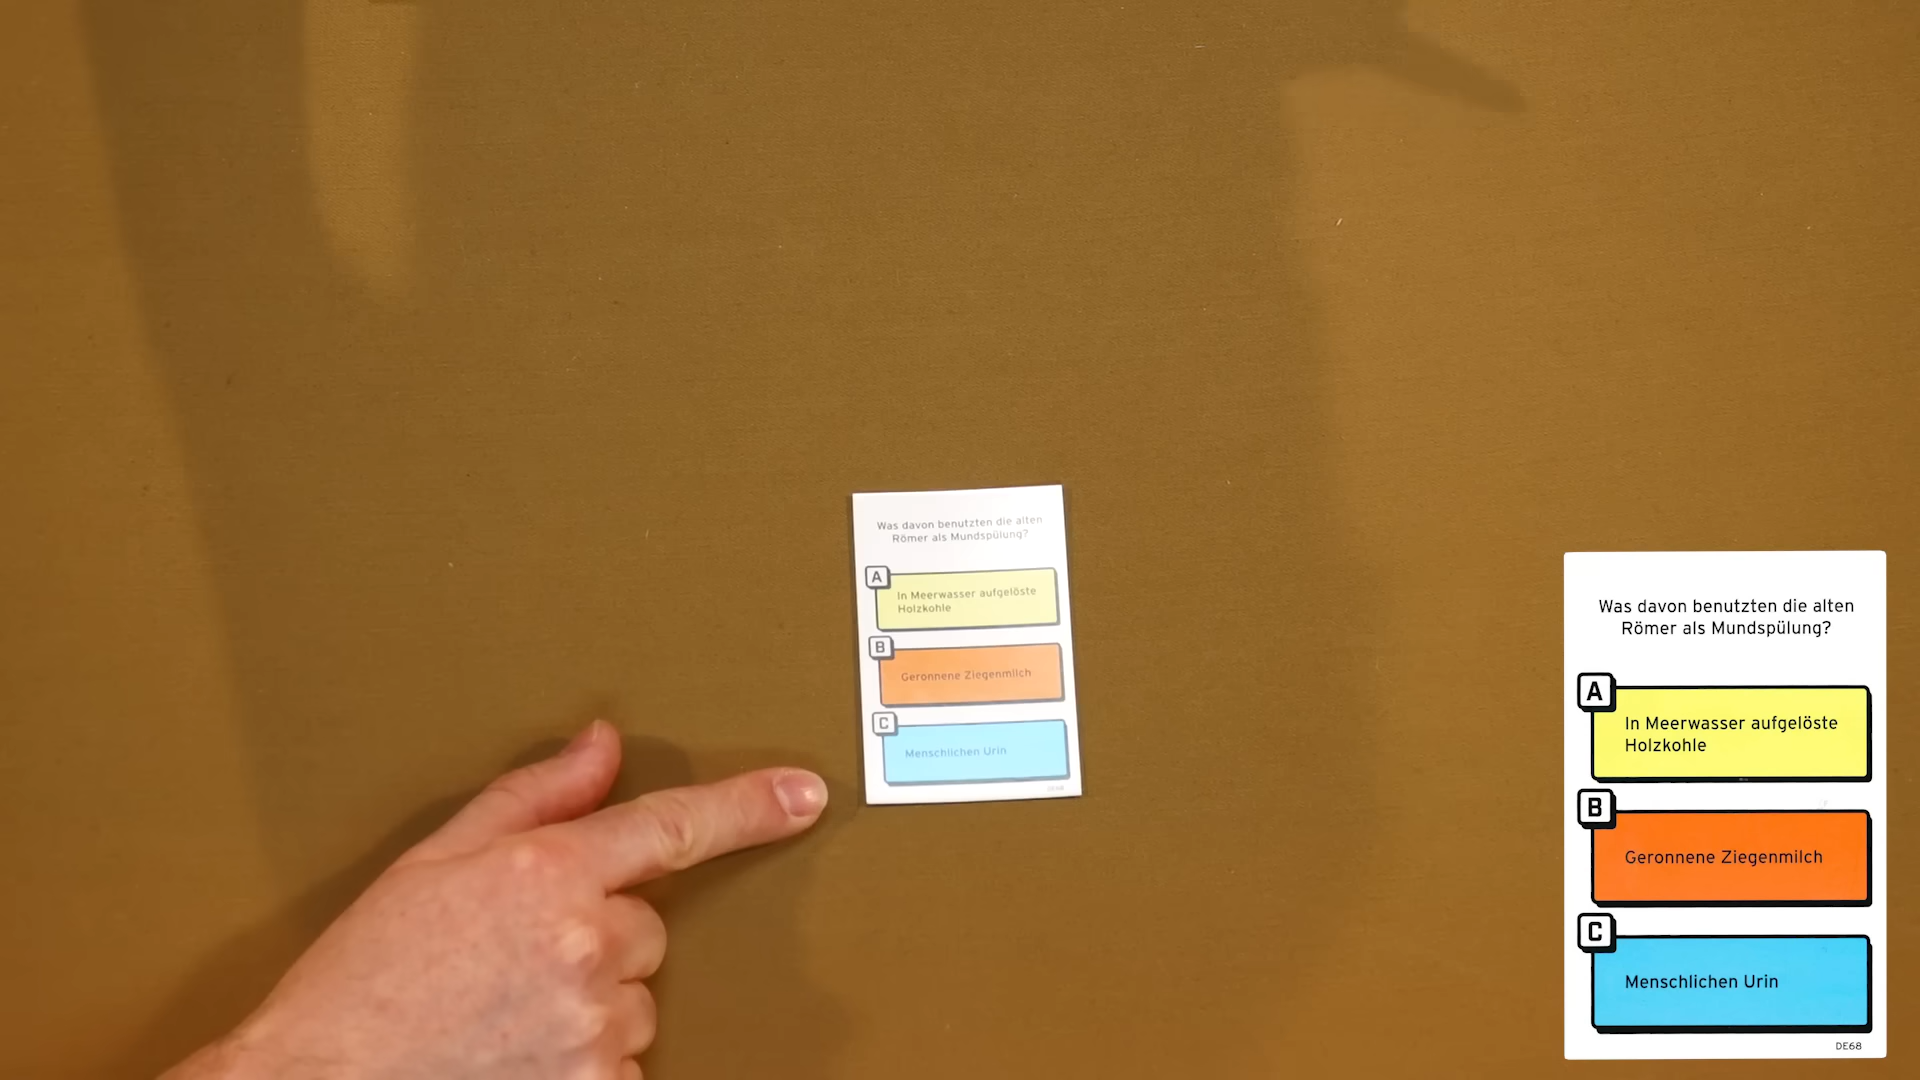 Was davon benutzten die alten
Römer als Mundspülung?
A
In Meerwasser aufgelöste
Holzkohle
B
Geronnene Ziegenmilch
C
Menschlichen Urin
DE68
Was davon benutzten die alten
Römer als Mundspülung?
A
In Meerwasser aufgelöste
Holzkohle
B
Geronnene Ziegenmilch
C
Menschlichen Urin
DE68